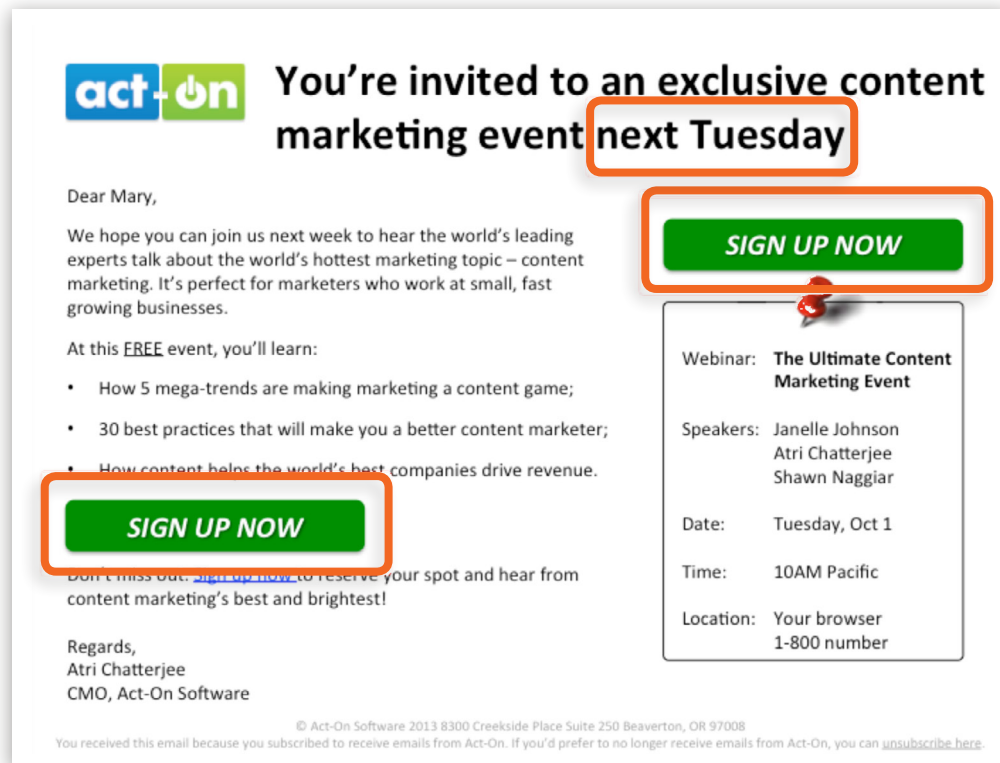 act-on
You're invited to an exclusive content
marketing event next Tuesday
Dear Mary,
We hope you can join us next week to hear the world's leading
experts talk about the world's hottest marketing topic – content
marketing. It's perfect for marketers who work at small, fast
growing businesses.
At this FREE event, you'll learn:
• How 5 mega-trends are making marketing a content game;
• 30 best practices that will make you a better content marketer;
• How content helps the world's best companies drive revenue.
SIGN UP NOW
Don't miss out. Sign up now to reserve your spot and hear from
content marketing's best and brightest!
Regards,
Atri Chatterjee
CMO, Act-On Software
SIGN UP NOW
Webinar: The Ultimate Content
Marketing Event
Speakers: Janelle Johnson
Atri Chatterjee
Shawn Naggiar
Date: Tuesday, Oct 1
Time: 10AM Pacific
Location: Your browser
1-800 number
© Act-On Software 2013 8300 Creekside Place Suite 250 Beaverton, OR 97008
You received this email because you subscribed to receive emails from Act-On. If you'd prefer to no longer receive emails from Act-On, you can unsubscribe here.